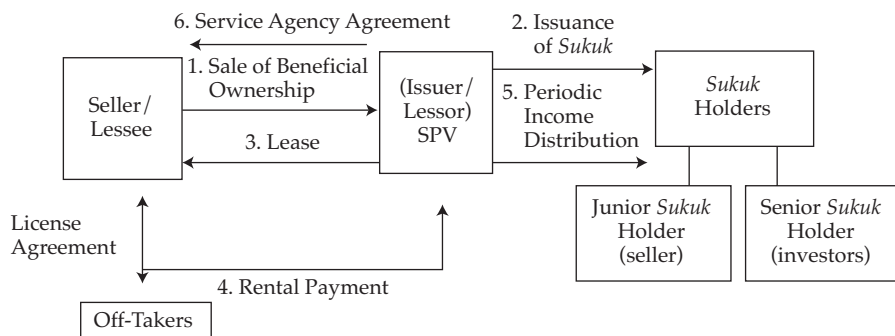 6. Service Agency Agreement
2. Issuance
of Sukuk
1. Sale of Beneficial
Ownership
Seller/
Lessee
(Issuer/
Lessor)
SPV
5. Periodic
Income
Distribution
Sukuk
Holders
3. Lease
License
Agreement
4. Rental Payment
Off-Takers
Junior Sukuk
Holder
(seller)
Senior Sukuk
Holder
(investors)